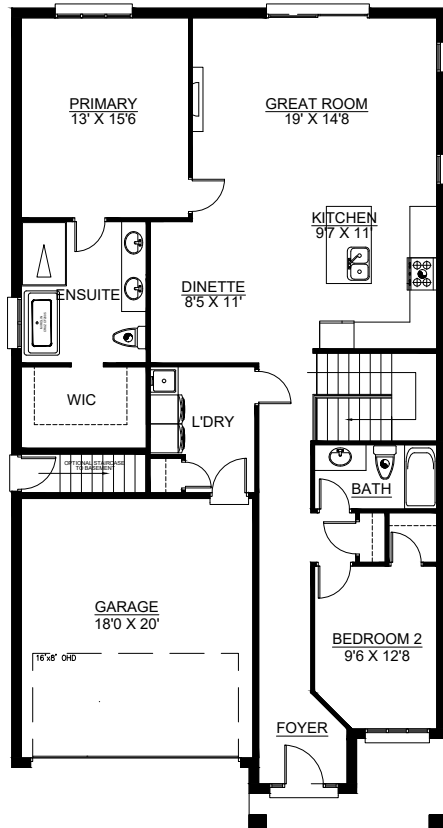 PRIMARY
13' X 15'6
GREAT ROOM
19' X 14'8
KITCHEN
9'7 X 11'
DINETTE
8'5 X 11'
ENSUITE
WIC
L'DRY
OPTIONAL STAIRCASE
TO BASEMENT
BATH
GARAGE
18'0 X 20'
16'x8' OHD
BEDROOM 2
9'6 X 12'8
FOYER